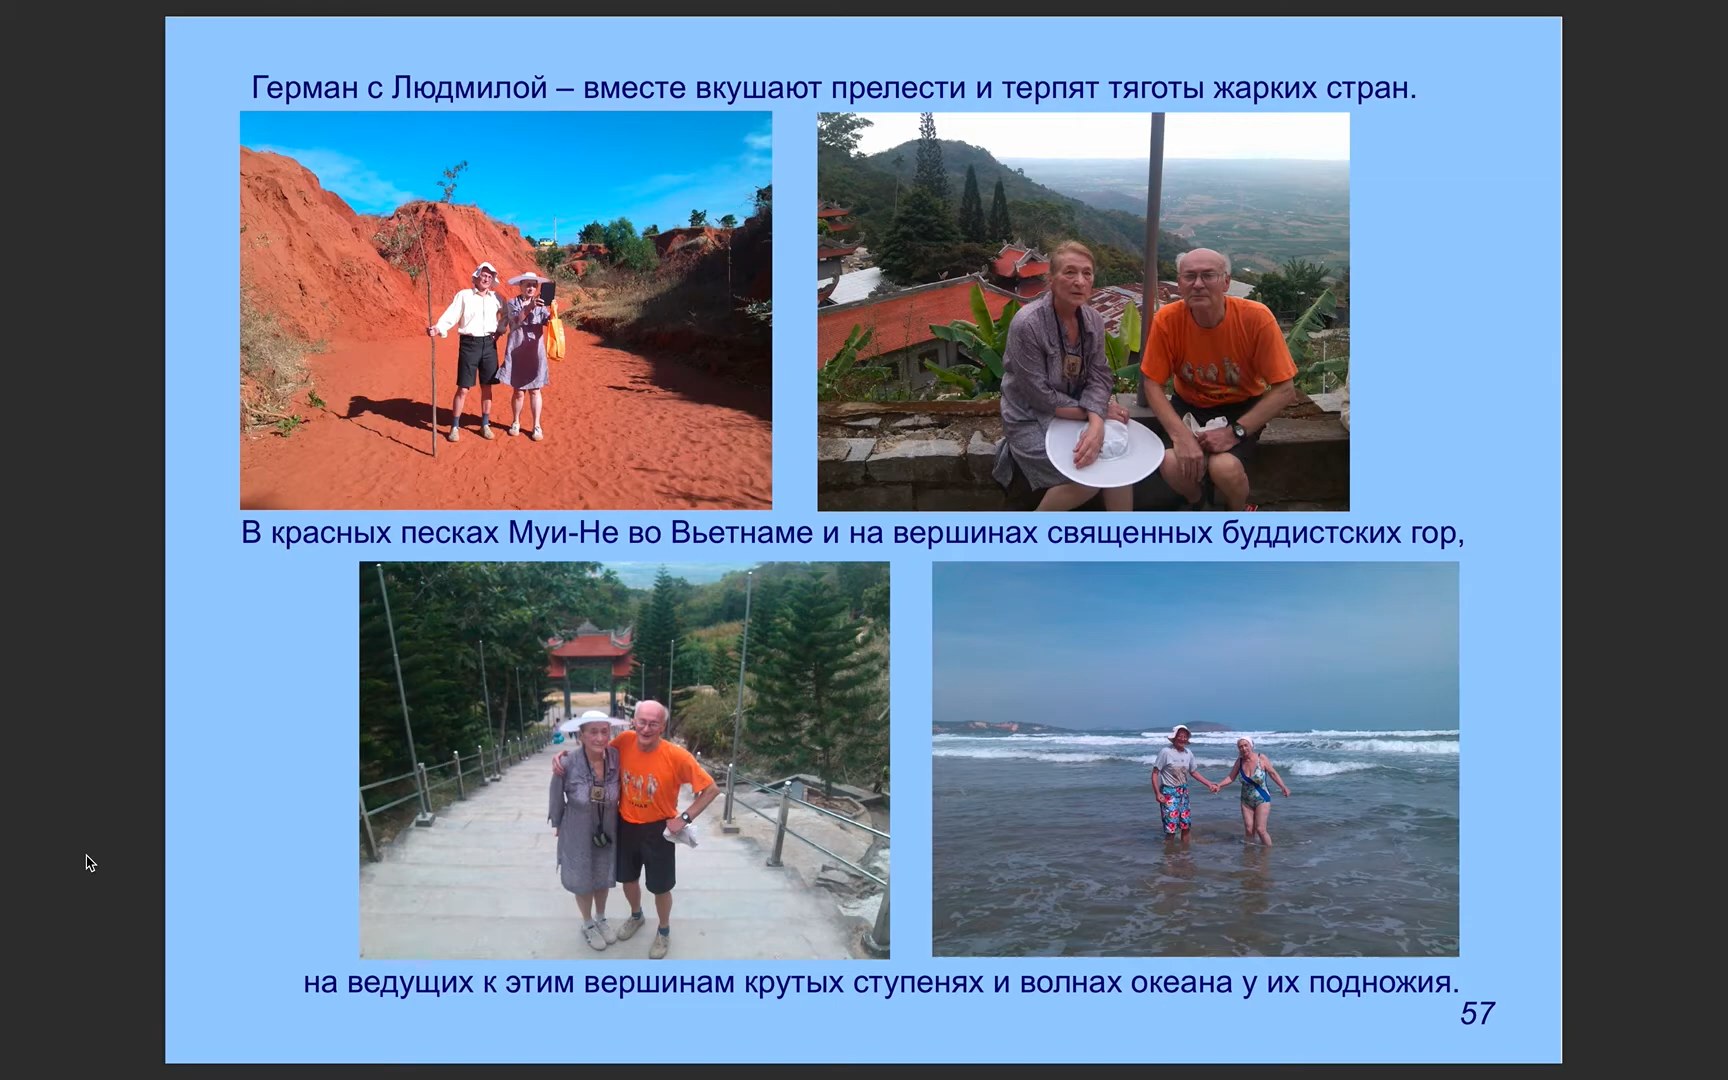 Герман с Людмилой – вместе вкушают прелести и терпят тяготы жарких стран.
В красных песках Муи-Не во Вьетнаме и на вершинах священных буддистских гор,
на ведущих к этим вершинам крутых ступенях и волнах океана у их подножия.
57